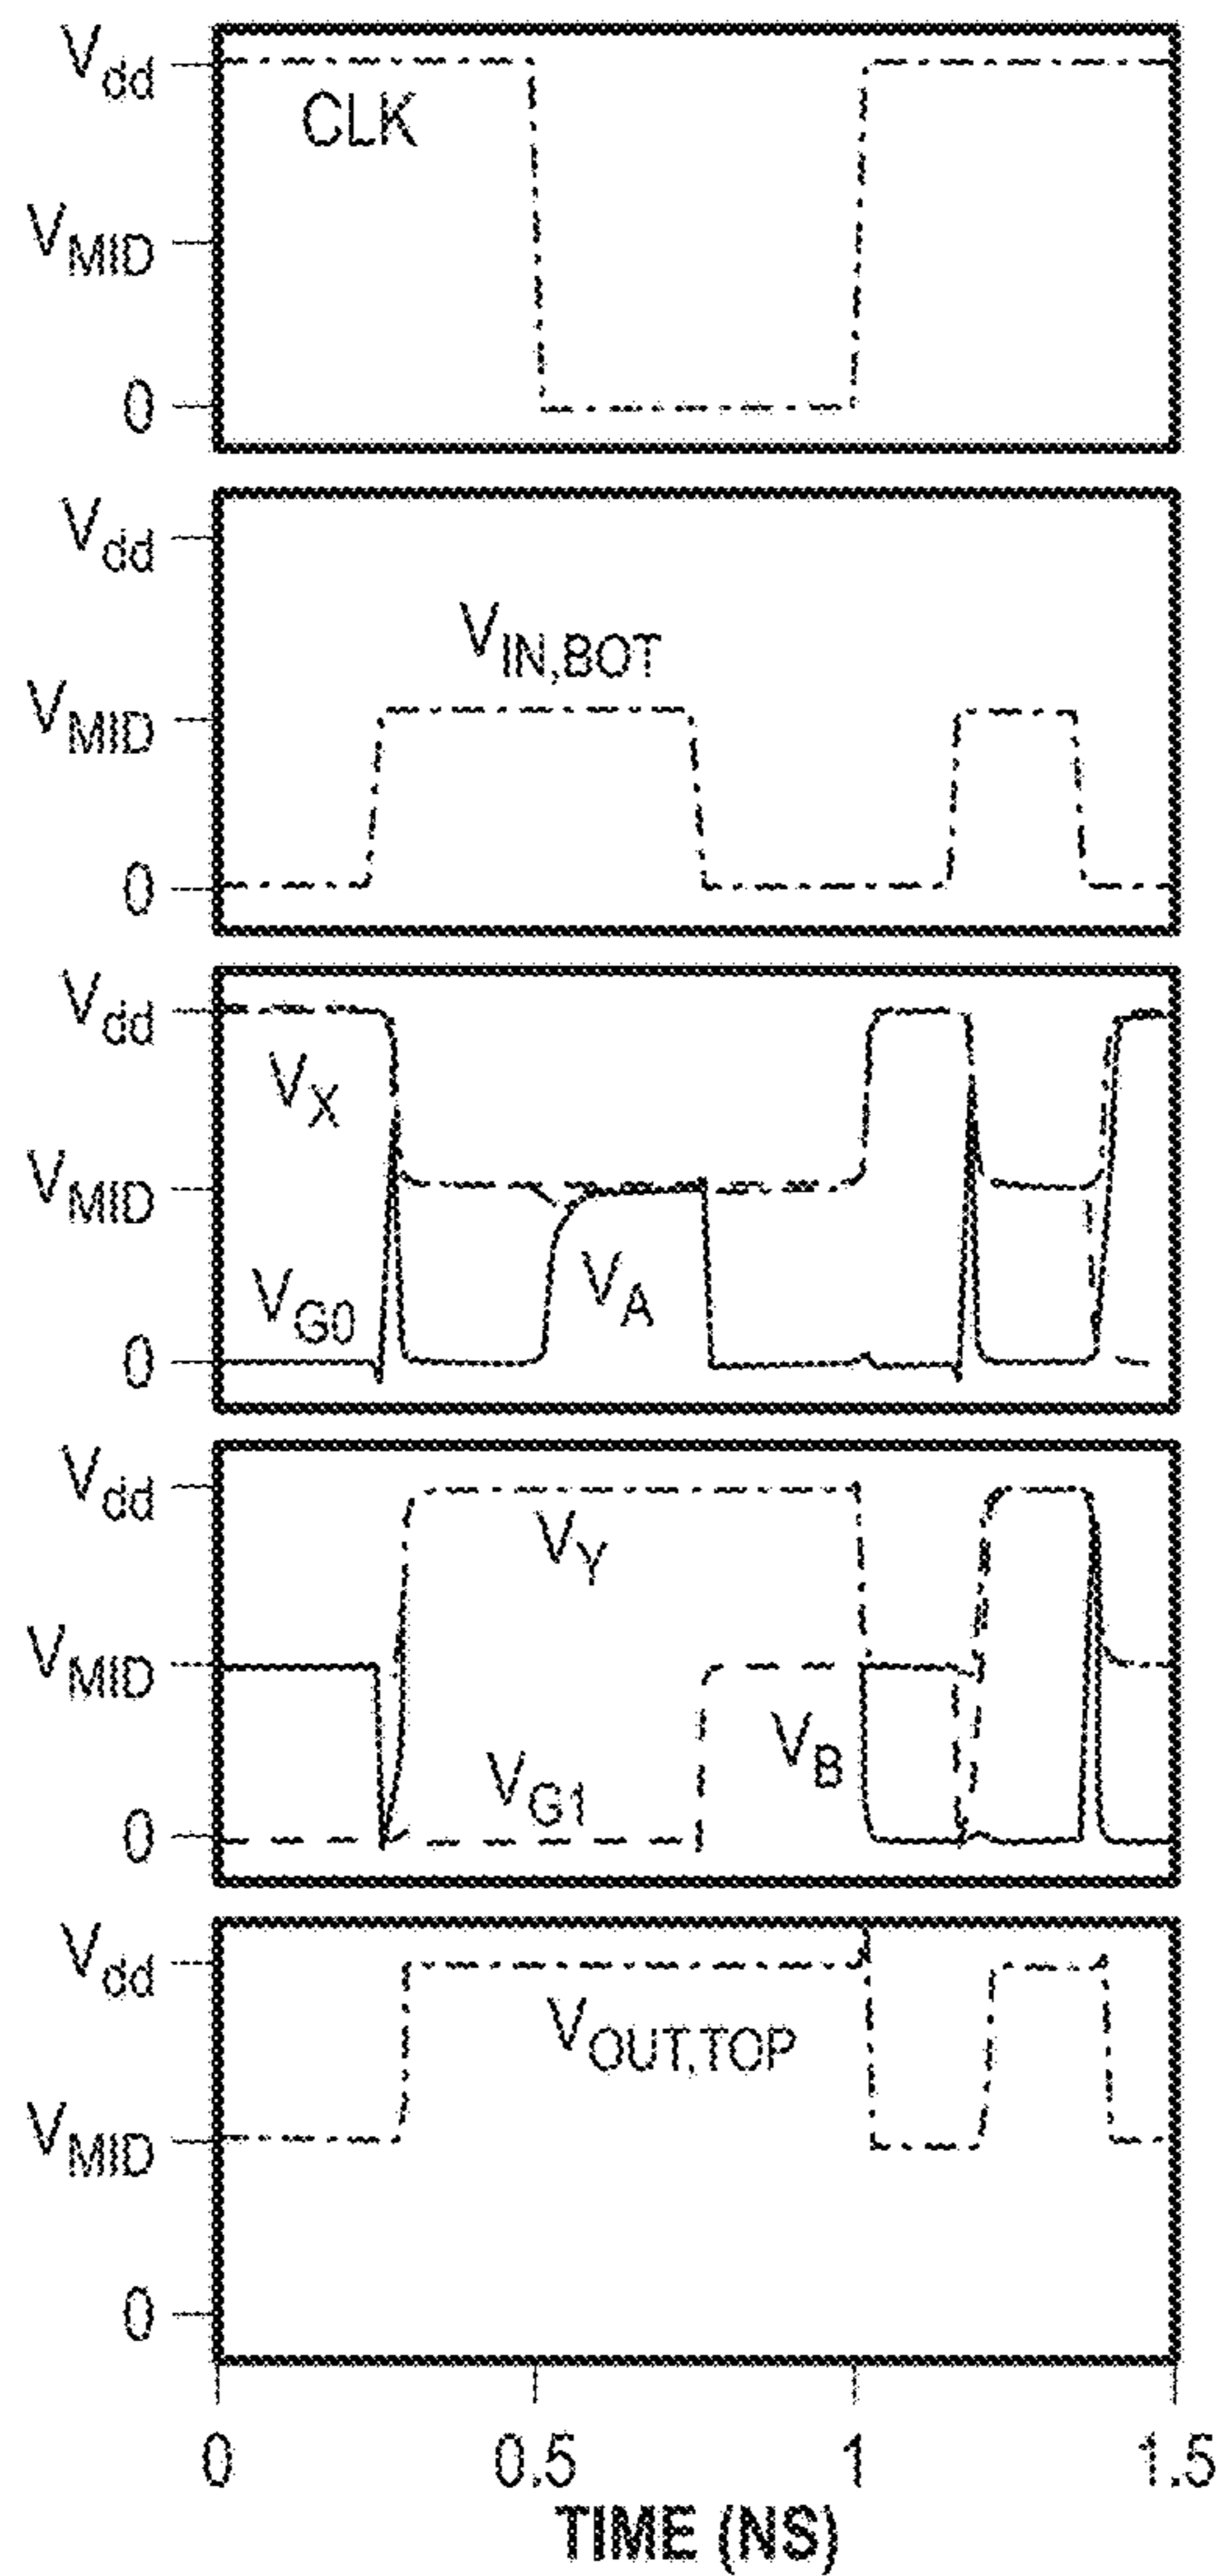 Vdd
CLK
VMID
0
Vdd
VIN,BOT
VMID
0
Vdd
VX
VMID
VG0
VA
0
Vdd
VY
VMID
VB
VG1
0
Vdd
VOUT,TOP
VMID
0
0 0.5 1 1.5
TIME (NS)